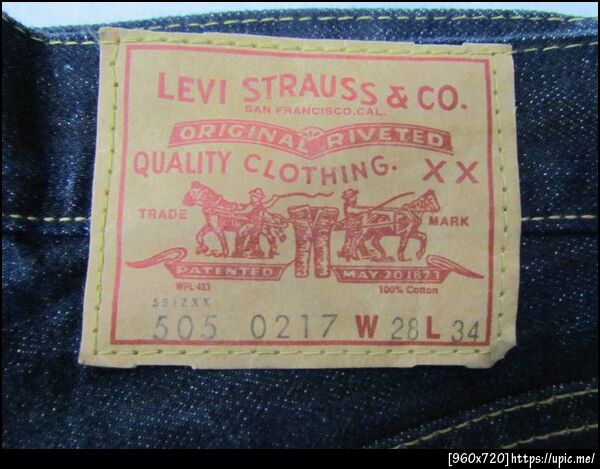 LEVI STRAUSS & CO.
SAN FRANCISCO, CAL.
ORIGINAL RIVETED
QUALITY CLOTHING. XX
TRADE MARK
PATENTED MAY 20 1873
WPL 423 100% Cotton
5612XX
505 0217 W 28 L 34
[960x720]https://upic.me/